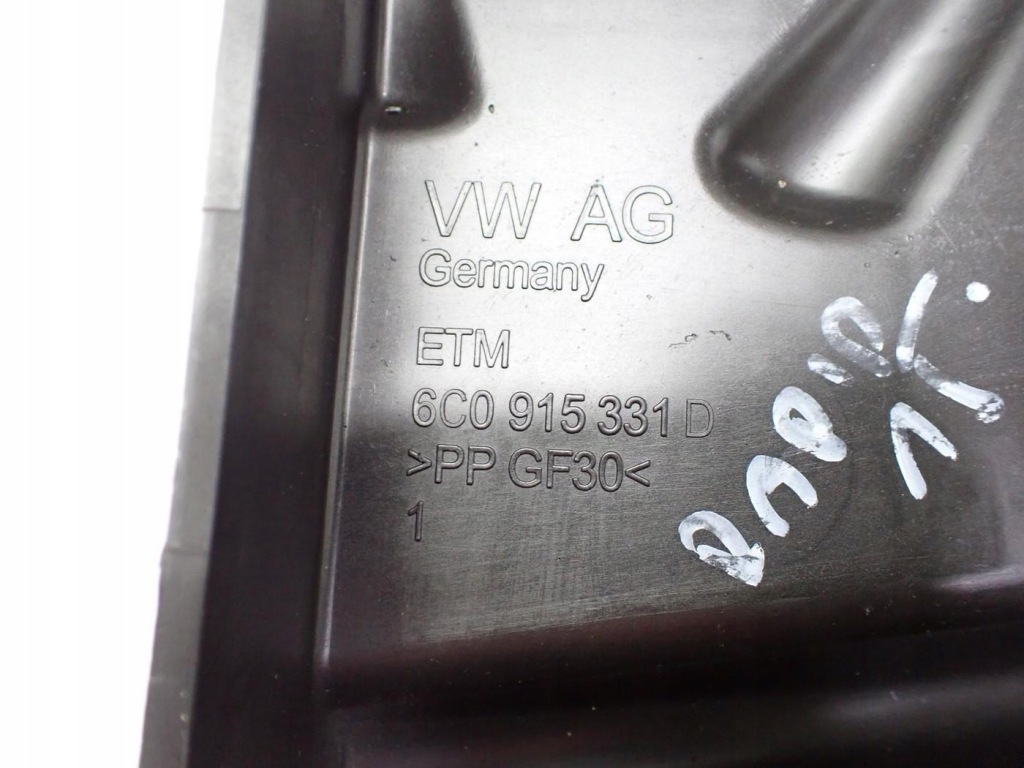 VW AG
Germany
ETM
6C0 915 331 D
>PP GF30<
1